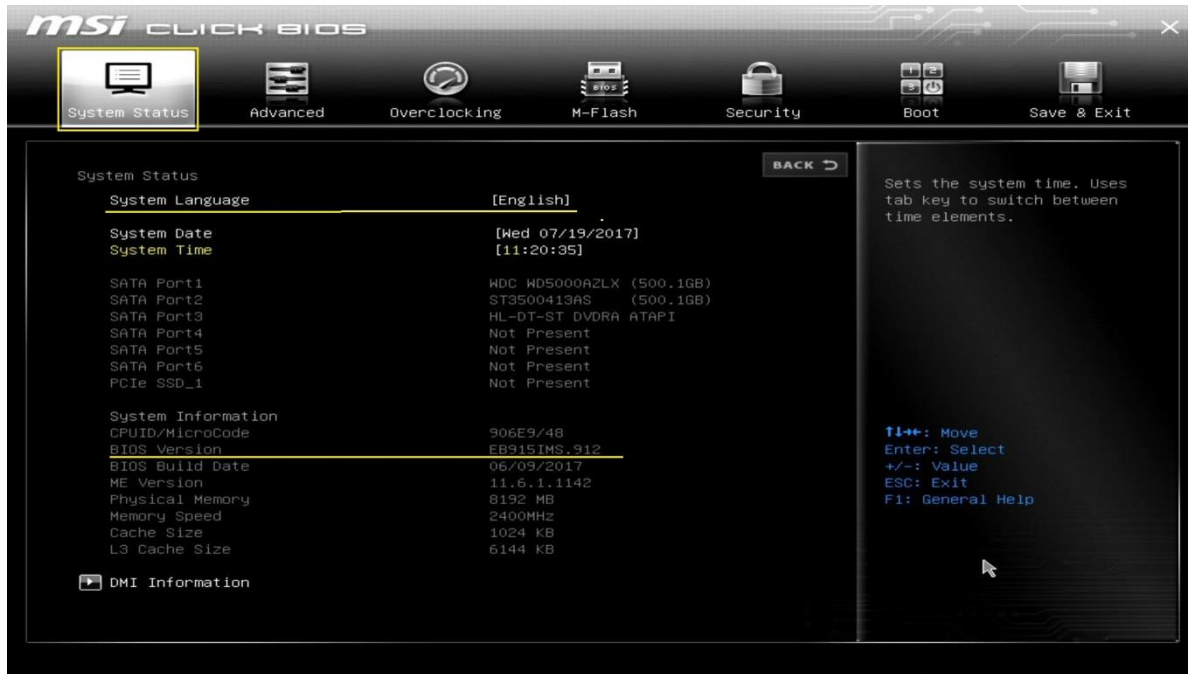 msi CLICK BIOS
System Status Advanced Overclocking M-Flash Security Boot Save & Exit
BIOS
1 2
3
BACK
System Status
System Language [English]
System Date [Wed 07/19/2017]
System Time [11:20:35]
SATA Port1 WDC WD5000AZLX (500.1GB)
SATA Port2 ST3500413AS (500.1GB)
SATA Port3 HL-DT-ST DVDRA ATAPI
SATA Port4 Not Present
SATA Port5 Not Present
SATA Port6 Not Present
PCIe SSD_1 Not Present
System Information
CPUID/MicroCode 906E9/48
BIOS Version EB915IMS.912
BIOS Build Date 06/09/2017
ME Version 11.6.1.1142
Physical Memory 8192 MB
Memory Speed 2400MHz
Cache Size 1024 KB
L3 Cache Size 6144 KB
DMI Information
Sets the system time. Uses
tab key to switch between
time elements.
↑↓→←: Move
Enter: Select
+/-: Value
ESC: Exit
F1: General Help